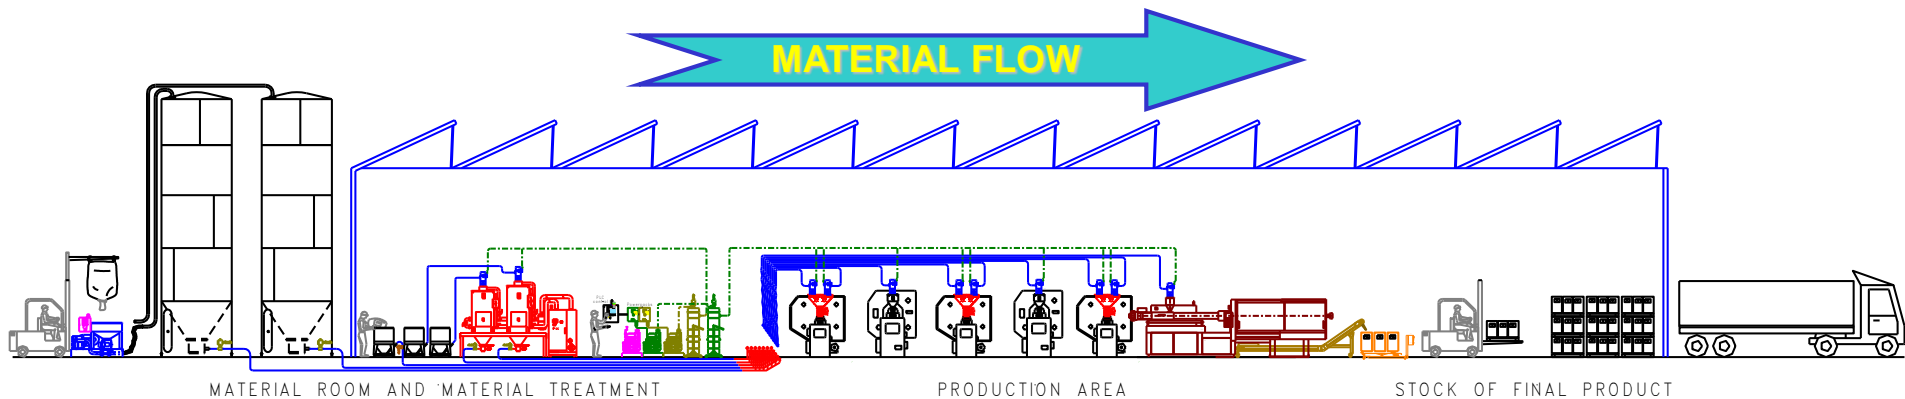 MATERIAL FLOW
MATERIAL ROOM AND MATERIAL TREATMENT
PRODUCTION AREA
STOCK OF FINAL PRODUCT